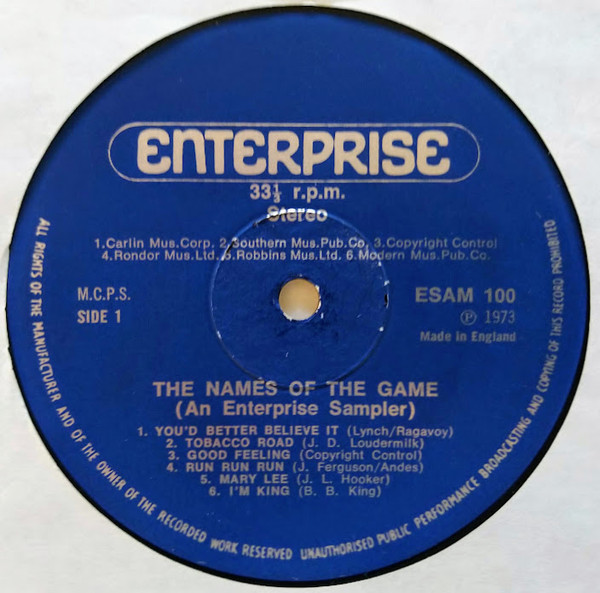 ENTERPRISE
33⅓ r.p.m.
Stereo
1.Carlin Mus.Corp. 2.Southern Mus.Pub.Co. 3.Copyright Control
4.Rondor Mus.Ltd. 5.Robbins Mus.Ltd. 6.Modern Mus.Pub.Co.
M.C.P.S.
SIDE 1
ESAM 100
Ⓟ 1973
Made in England
THE NAMES OF THE GAME
(An Enterprise Sampler)
1. YOU'D BETTER BELIEVE IT (Lynch/Ragavoy)
2. TOBACCO ROAD (J. D. Loudermilk)
3. GOOD FEELING (Copyright Control)
4. RUN RUN RUN (J. Ferguson/Andes)
5. MARY LEE (J. L. Hooker)
6. I'M KING (B. B. King)
ALL RIGHTS OF THE MANUFACTURER AND OF THE OWNER OF THE RECORDED WORK RESERVED UNAUTHORISED PUBLIC PERFORMANCE BROADCASTING AND COPYING OF THIS RECORD PROHIBITED